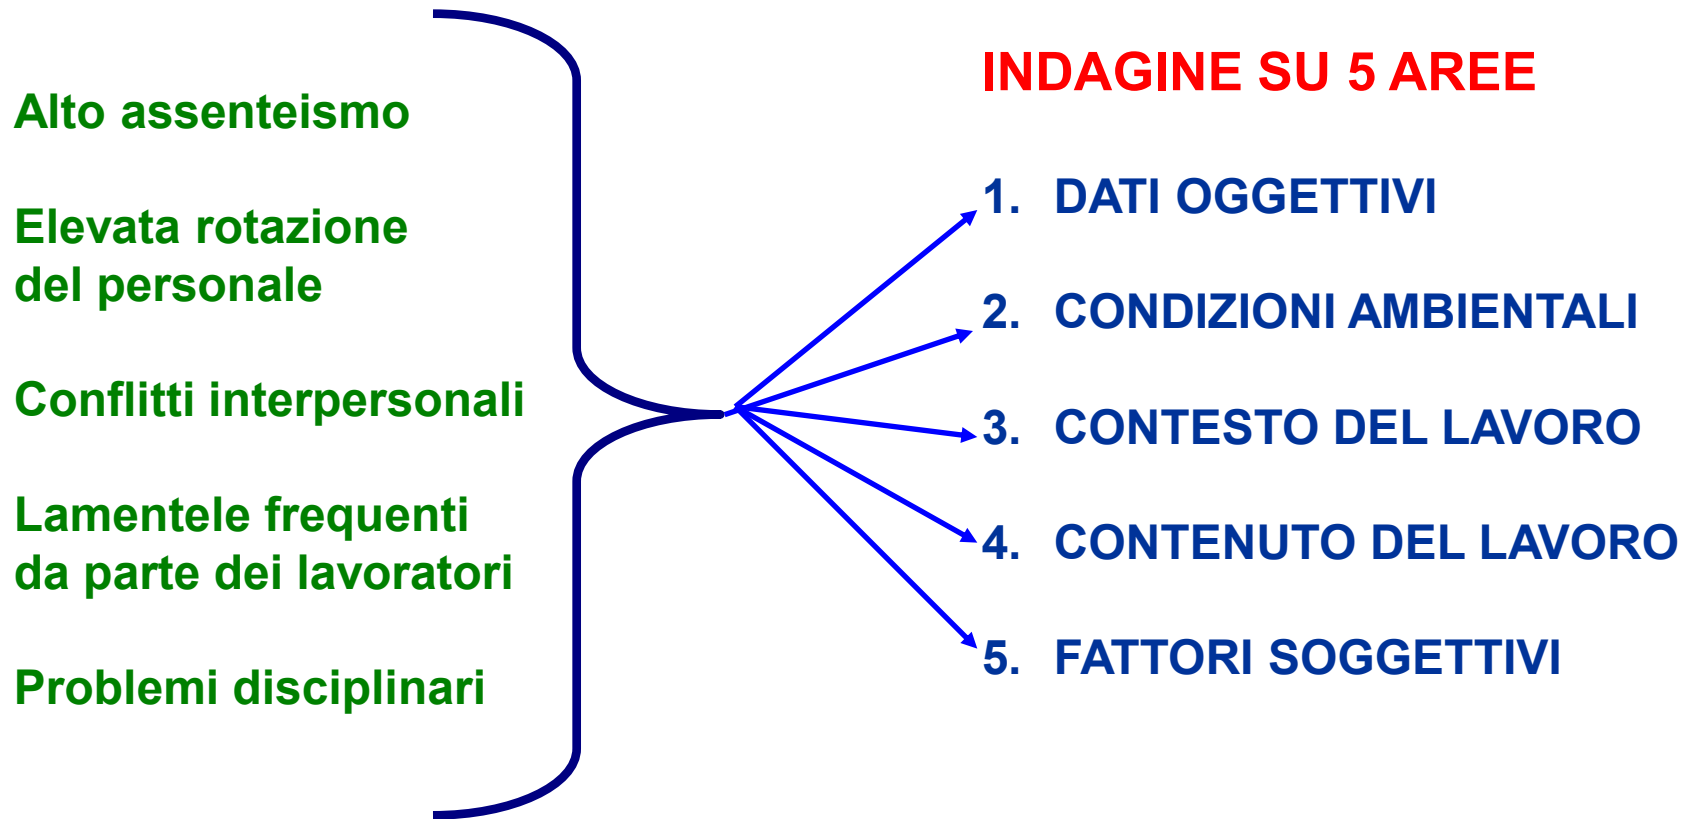 Alto assenteismo
Elevata rotazione
del personale
Conflitti interpersonali
Lamentele frequenti
da parte dei lavoratori
Problemi disciplinari
INDAGINE SU 5 AREE
1. DATI OGGETTIVI
2. CONDIZIONI AMBIENTALI
3. CONTESTO DEL LAVORO
4. CONTENUTO DEL LAVORO
5. FATTORI SOGGETTIVI